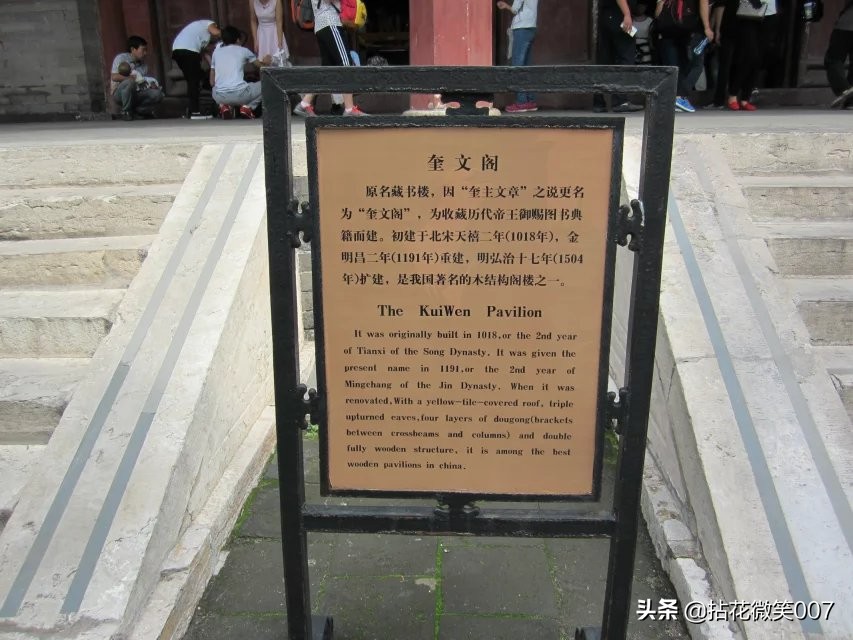 奎文阁
原名藏书楼，因“奎主文章”之说更名
为“奎文阁”，为收藏历代帝王御赐图书典
籍而建。初建于北宋天禧二年(1018年)，金
明昌二年(1191年)重建，明弘治十七年(1504
年)扩建，是我国著名的木结构阁楼之一。
The KuiWen Pavilion
It was originally built in 1018,or the 2nd year
of Tianxi of the Song Dynasty. It was given the
present name in 1191,or the 2nd year of
Mingchang of the Jin Dynasty. When it was
renovated,With a yellow-tile-covered roof, triple
upturned eaves,four layers of dougong(brackets
between crossbeams and columns) and double
fully wooden structure, it is among the best
wooden pavilions in china.
头条 @拈花微笑007